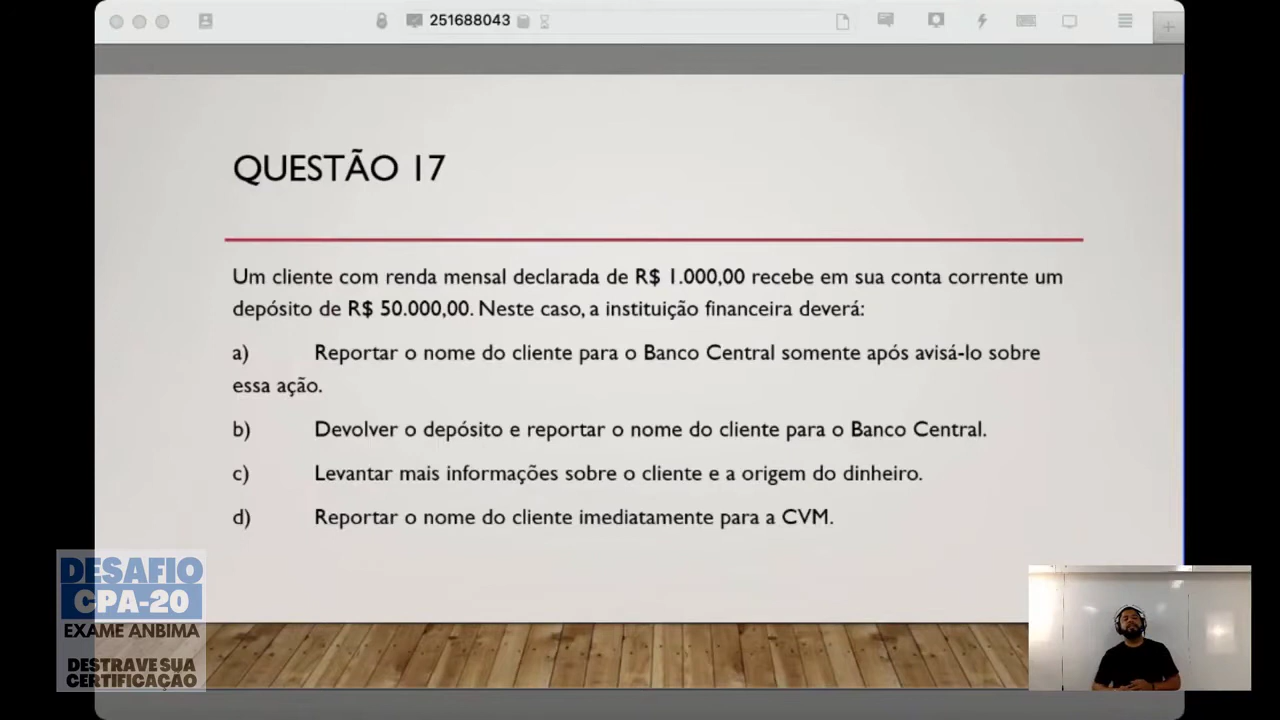 251688043
QUESTÃO 17
Um cliente com renda mensal declarada de R$ 1.000,00 recebe em sua conta corrente um
depósito de R$ 50.000,00. Neste caso, a instituição financeira deverá:
a) Reportar o nome do cliente para o Banco Central somente após avisá-lo sobre
essa ação.
b) Devolver o depósito e reportar o nome do cliente para o Banco Central.
c) Levantar mais informações sobre o cliente e a origem do dinheiro.
d) Reportar o nome do cliente imediatamente para a CVM.
DESAFIO
CPA-20
EXAME ANBIMA
DESTRAVE SUA
CERTIFICAÇÃO